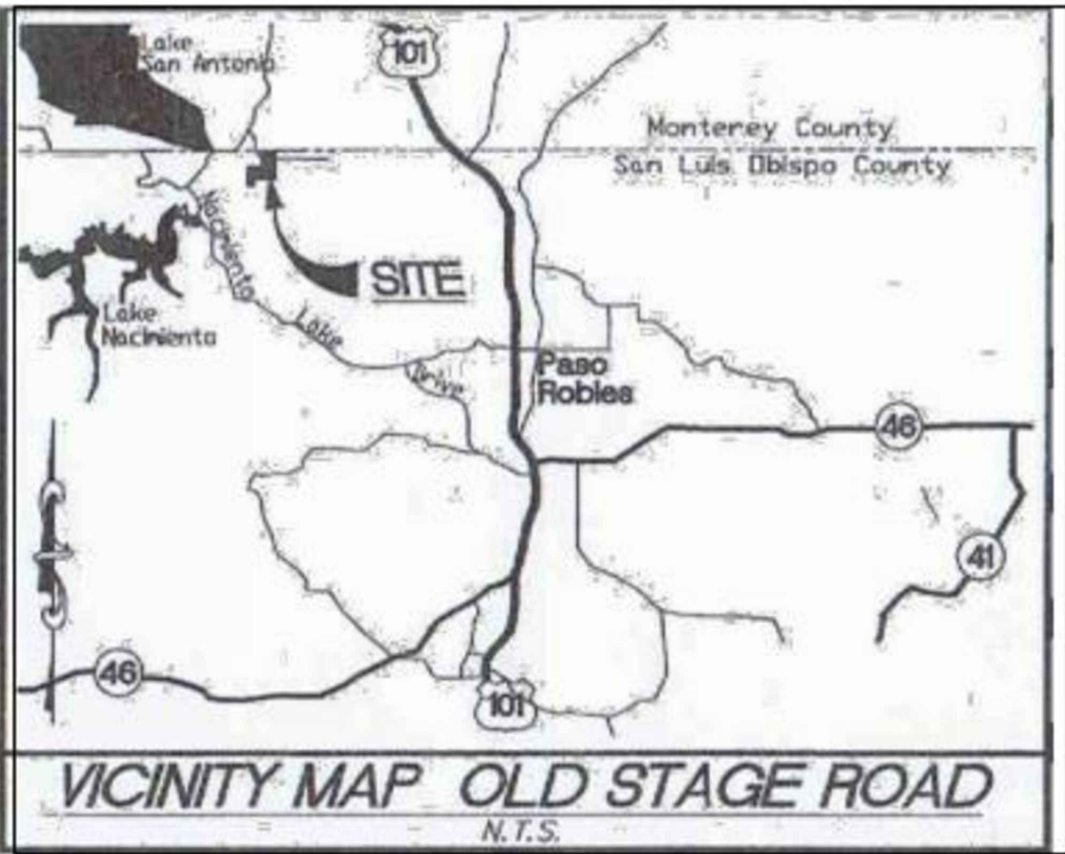 Lake
San Antonio
101
Monterey County
San Luis Obispo County
Nacimiento
SITE
Lake
Nacimiento
Lake
Drive
Paso
Robles
46
41
46
101
VICINITY MAP OLD STAGE ROAD
N.T.S.